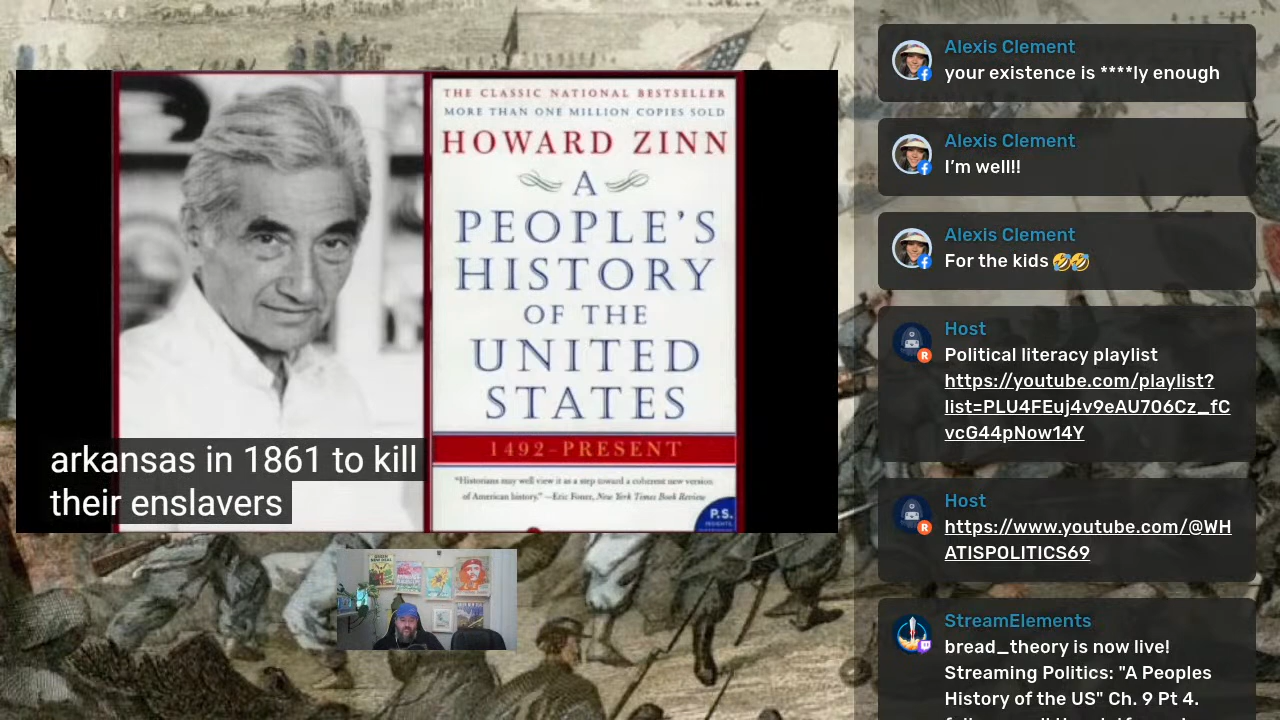 THE CLASSIC NATIONAL BESTSELLER
MORE THAN ONE MILLION COPIES SOLD
HOWARD ZINN
A
PEOPLE'S
HISTORY
OF THE
UNITED
STATES
1492–PRESENT
"Historians may well view it as a step toward a coherent new version
of American history." —Eric Foner, New York Times Book Review
P.S.
INSIGHTS,
arkansas in 1861 to kill
their enslavers
Alexis Clement
your existence is ****ly enough
Alexis Clement
I'm well!!
Alexis Clement
For the kids 🤣🤣
Host
Political literacy playlist
https://youtube.com/playlist?
list=PLU4FEuj4v9eAU7O6Cz_fC
vcG44pNow14Y
Host
https://www.youtube.com/@WH
ATISPOLITICS69
StreamElements
bread_theory is now live!
Streaming Politics: "A Peoples
History of the US" Ch. 9 Pt 4.